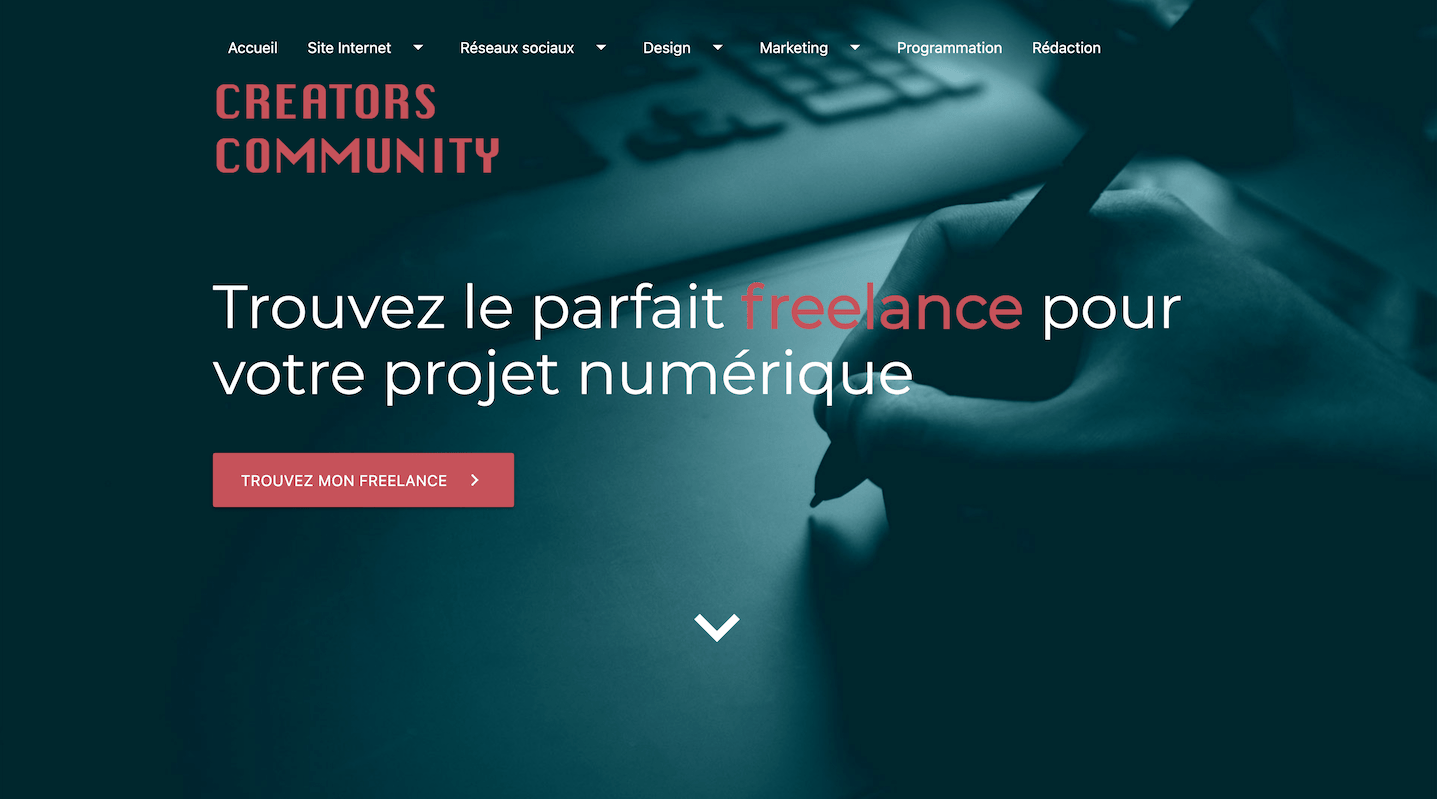 Accueil Site Internet Réseaux sociaux Design Marketing Programmation Rédaction
CREATORS
COMMUNITY
Trouvez le parfait freelance pour
votre projet numérique
TROUVEZ MON FREELANCE